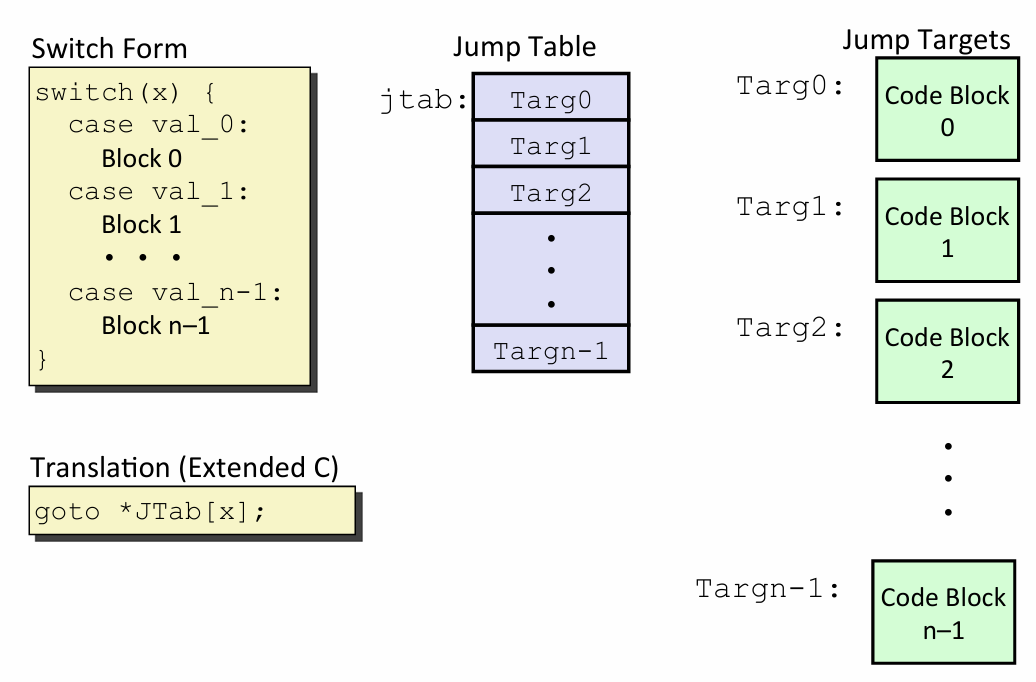 Switch Form
switch(x) {
case val_0:
Block 0
case val_1:
Block 1
• • •
case val_n-1:
Block n–1
}
Translation (Extended C)
goto *JTab[x];
Jump Table
jtab:
Targ0
Targ1
Targ2
•
•
•
Targn-1
Jump Targets
Targ0:
Code Block
0
Targ1:
Code Block
1
Targ2:
Code Block
2
•
•
•
Targn-1:
Code Block
n–1